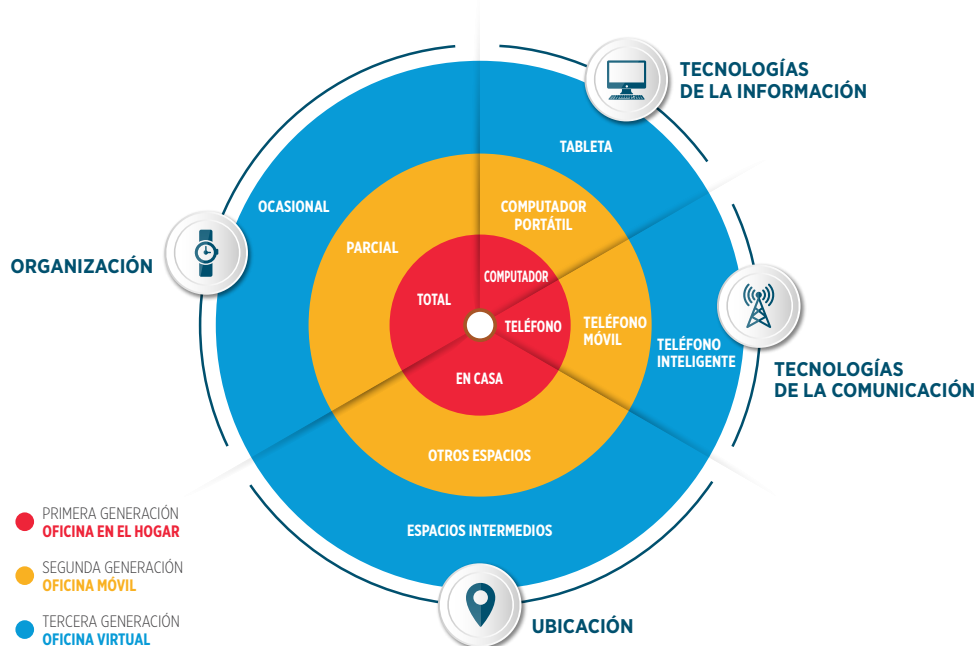 TECNOLOGÍAS
DE LA INFORMACIÓN
TABLETA
OCASIONAL
COMPUTADOR
PORTÁTIL
PARCIAL
ORGANIZACIÓN
COMPUTADOR
TOTAL
TELÉFONO
TELÉFONO
MÓVIL
TELÉFONO
INTELIGENTE
TECNOLOGÍAS
DE LA COMUNICACIÓN
EN CASA
OTROS ESPACIOS
ESPACIOS INTERMEDIOS
UBICACIÓN
PRIMERA GENERACIÓN
OFICINA EN EL HOGAR
SEGUNDA GENERACIÓN
OFICINA MÓVIL
TERCERA GENERACIÓN
OFICINA VIRTUAL